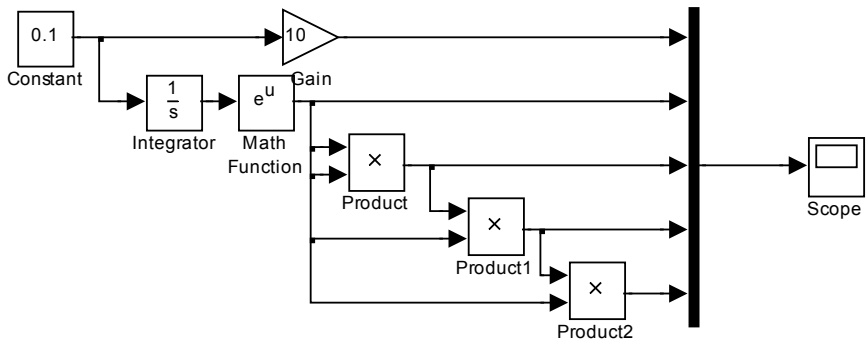 0.1
Constant
10
Gain
1
s
Integrator
e^u
Math
Function
×
Product
×
Product1
×
Product2
Scope